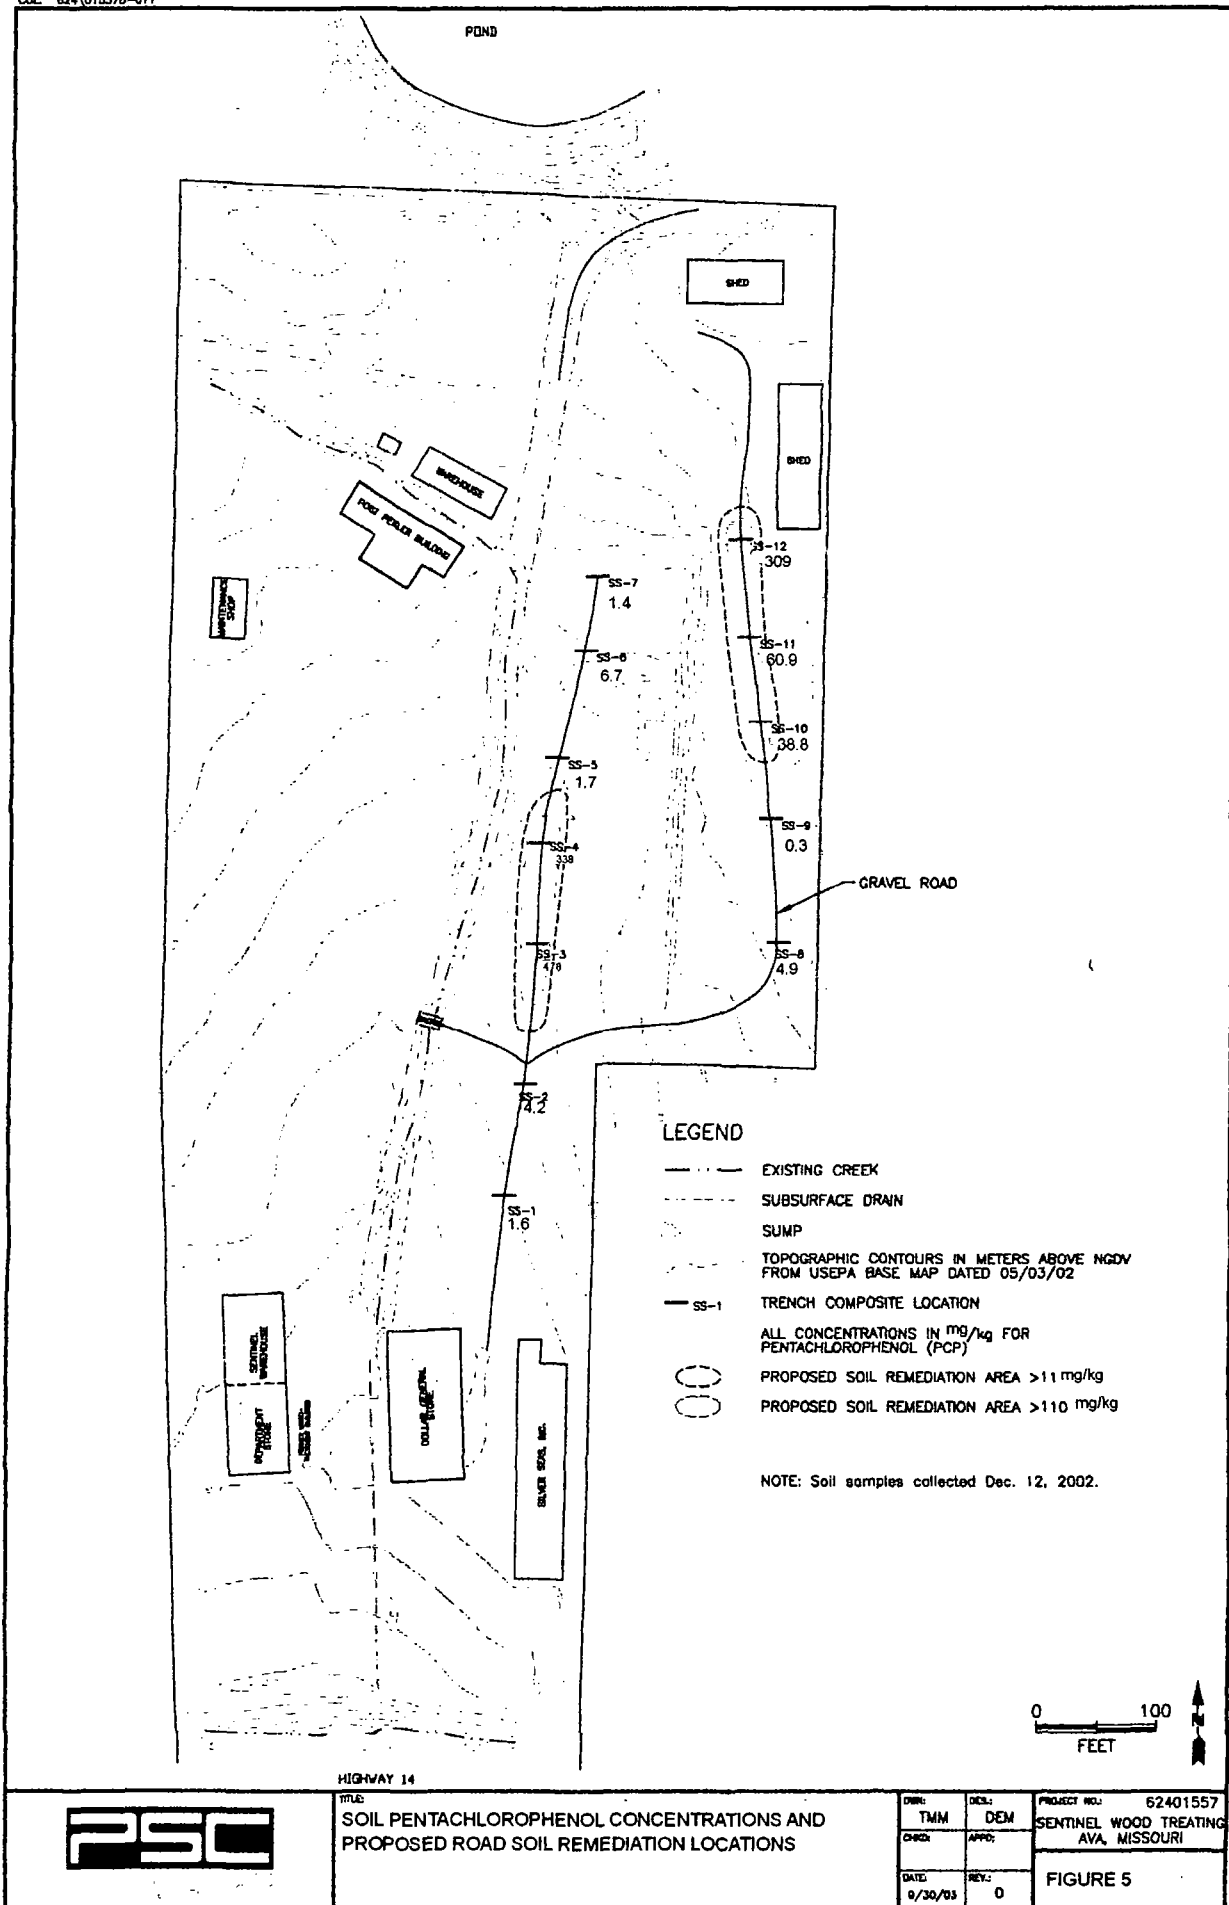 POND
SHED
SHED
WAREHOUSE
POST PEELER BUILDING
MAINTENANCE
SHOP
SS-12
309
SS-7
1.4
SS-11
60.9
SS-6
6.7
SS-10
38.8
SS-5
1.7
SS-9
0.3
SS-4
338
GRAVEL ROAD
SS-3
SS-8
4.9
SS-2
4.2
SS-1
1.6
LEGEND
EXISTING CREEK
SUBSURFACE DRAIN
SUMP
TOPOGRAPHIC CONTOURS IN METERS ABOVE NGDV
FROM USEPA BASE MAP DATED 05/03/02
SS-1 TRENCH COMPOSITE LOCATION
ALL CONCENTRATIONS IN mg/kg FOR
PENTACHLOROPHENOL (PCP)
PROPOSED SOIL REMEDIATION AREA >11 mg/kg
PROPOSED SOIL REMEDIATION AREA >110 mg/kg
NOTE: Soil samples collected Dec. 12, 2002.
SENTINEL
WAREHOUSE
DEPARTMENT
STORE
DOLLAR GENERAL
STORE
SILVER SEAS, INC.
0 100
FEET
N
HIGHWAY 14
PSC
TITLE:
SOIL PENTACHLOROPHENOL CONCENTRATIONS AND
PROPOSED ROAD SOIL REMEDIATION LOCATIONS
DWN: TMM
DES.: DEM
CHKD:
APPD:
DATE: 9/30/03
REV.: 0
PROJECT NO.: 62401557
SENTINEL WOOD TREATING
AVA, MISSOURI
FIGURE 5